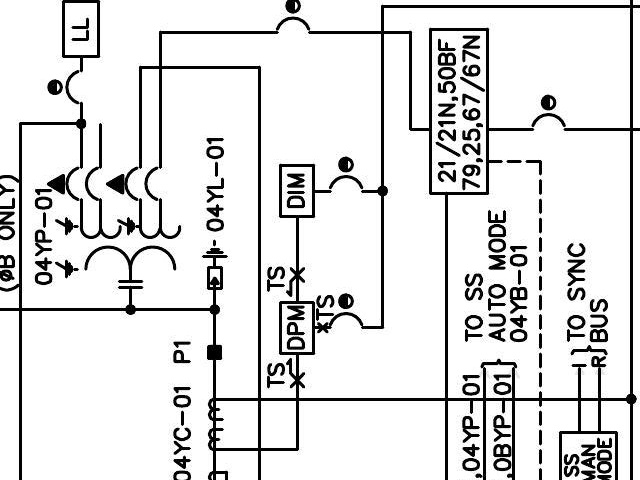 LL
(øB ONLY)
04YP-01
04YL-01
P1
04YC-01
TS
1
DIM
DPM
TS
TS
1
21/21N,50BF
79,25,67/67N
TO SS
AUTO MODE
04YB-01
TO SYNC
BUS
I
R
,04YP-01
,0BYP-01
SS
MAN
MODE